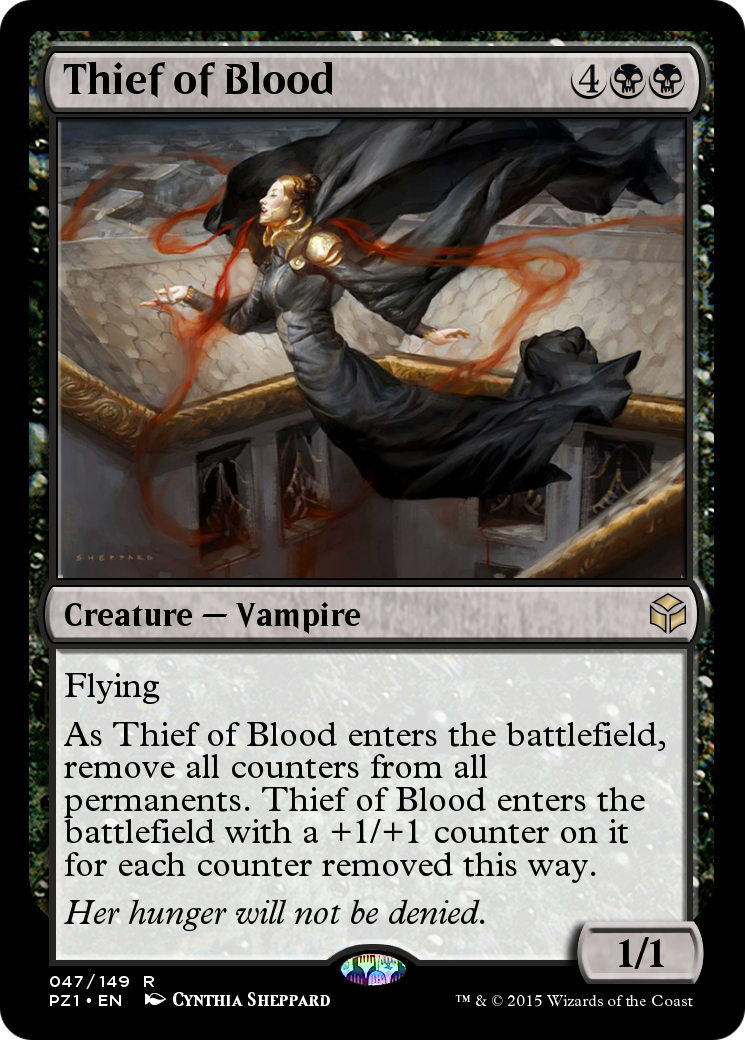 Thief of Blood 4
SHEPPARD
Creature — Vampire
Flying
As Thief of Blood enters the battlefield,
remove all counters from all
permanents. Thief of Blood enters the
battlefield with a +1/+1 counter on it
for each counter removed this way.
Her hunger will not be denied.
1/1
047/149 R
PZ1 • EN Cynthia Sheppard
™ & © 2015 Wizards of the Coast